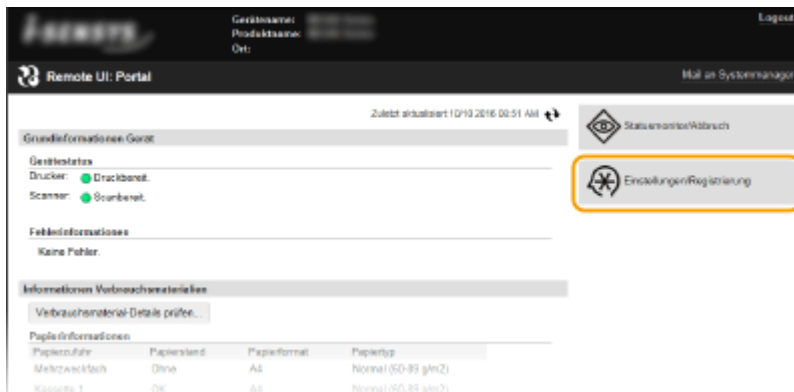 Gerätename:
Produktname:
Ort:
Logout
Remote UI: Portal
Mail an Systemmanager
Zuletzt aktualisiert 10/10 2016 08:51 AM
Statusmonitor/Abbruch
Grundinformationen Gerät
Gerätestatus
Drucker: Druckbereit.
Einstellungen/Registrierung
Scanner: Scanbereit.
Fehlerinformationen
Keine Fehler.
Informationen Verbrauchsmaterialien
Verbrauchsmaterial-Details prüfen...
Papierinformationen
Papierzufuhr Papierstand Papierformat Papiertyp
Mehrzweckfach Ohne A4 Normal (60-89 g/m2)
Kassette 1 OK A4 Normal (60-89 g/m2)